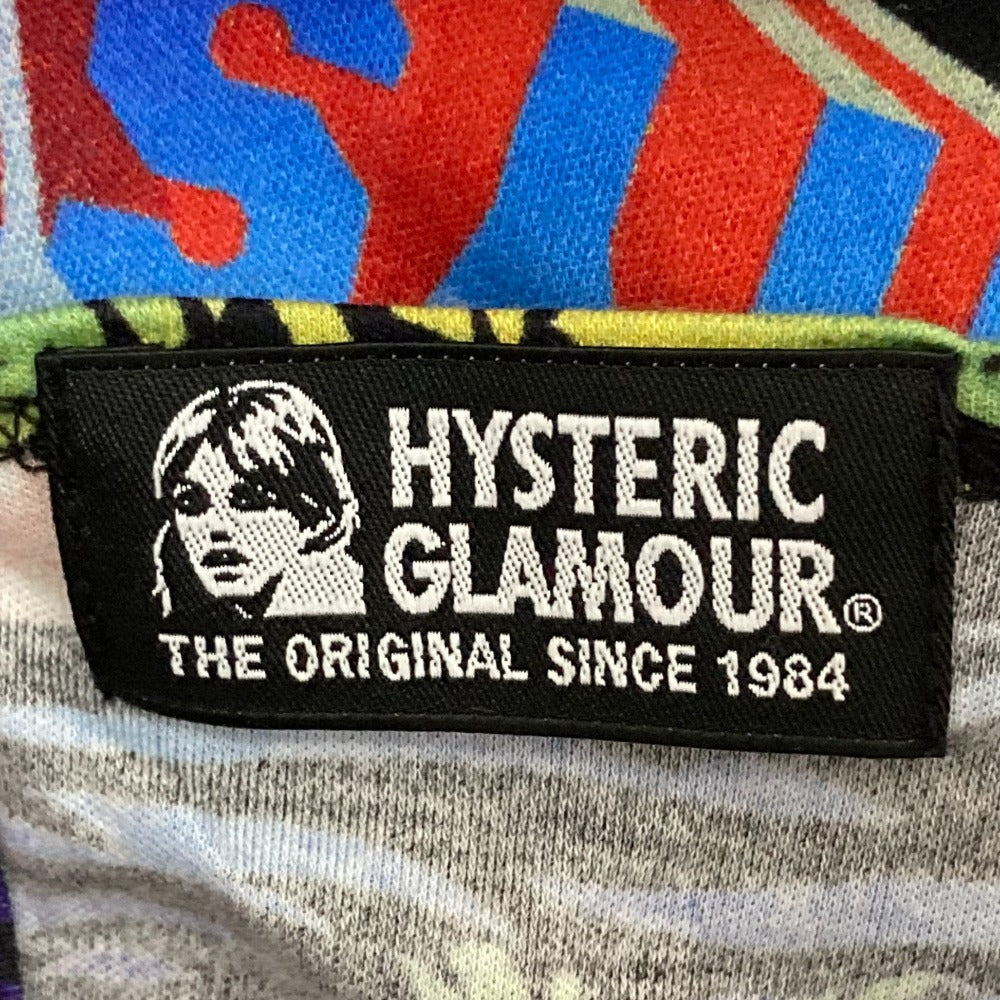 HYSTERIC
GLAMOUR®
THE ORIGINAL SINCE 1984